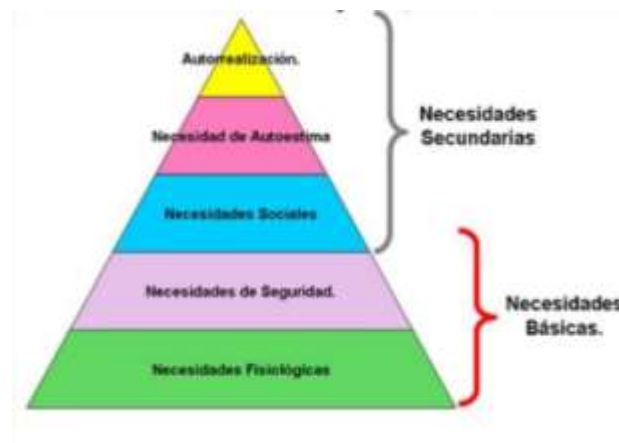 Autorrealización.
Necesidad de Autoestima
Necesidades Sociales
Necesidades de Seguridad.
Necesidades Fisiológicas
Necesidades
Secundarias
Necesidades
Básicas.